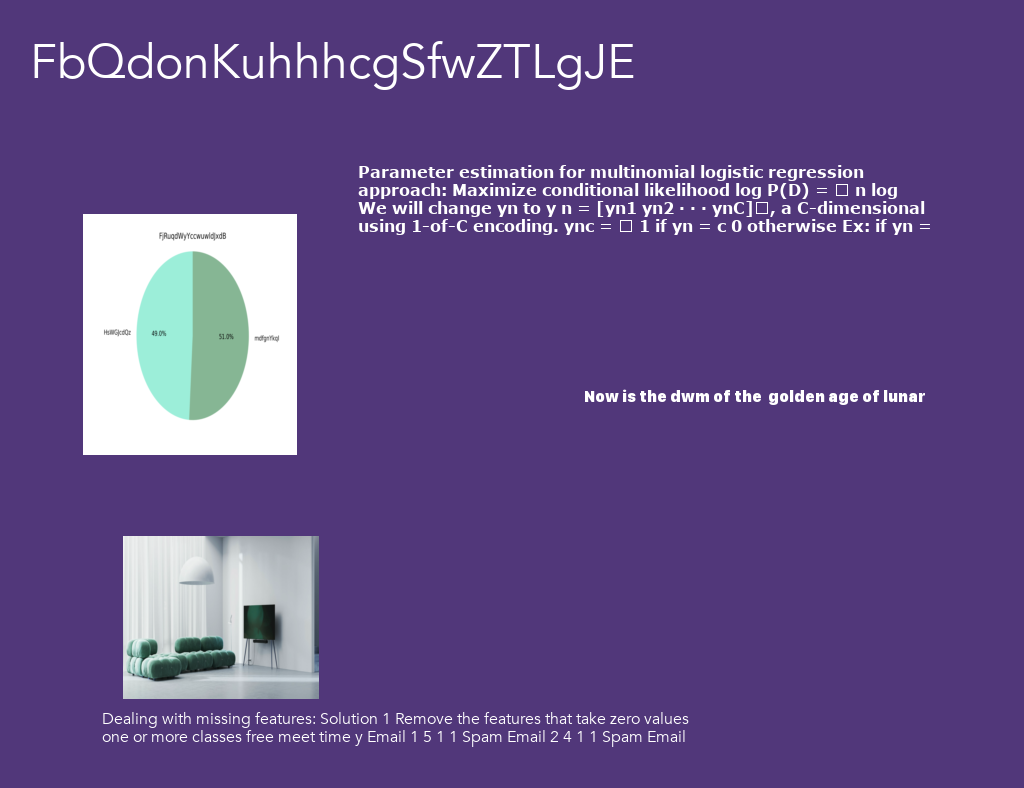 FbQdonKuhhhcgSfwZTLgJE
Parameter estimation for multinomial logistic regression
approach: Maximize conditional likelihood log P(D) = □ n log
We will change yn to y n = [yn1 yn2 · · · ynC]□, a C-dimensional
using 1-of-C encoding. ync = □ 1 if yn = c 0 otherwise Ex: if yn =
FjRuqdWyYccwuwldJxdB
HsWGJcdQz
49.0%
51.0%
mdfgnYkqI
Now is the dwm of the golden age of lunar
Dealing with missing features: Solution 1 Remove the features that take zero values
one or more classes free meet time y Email 1 5 1 1 Spam Email 2 4 1 1 Spam Email